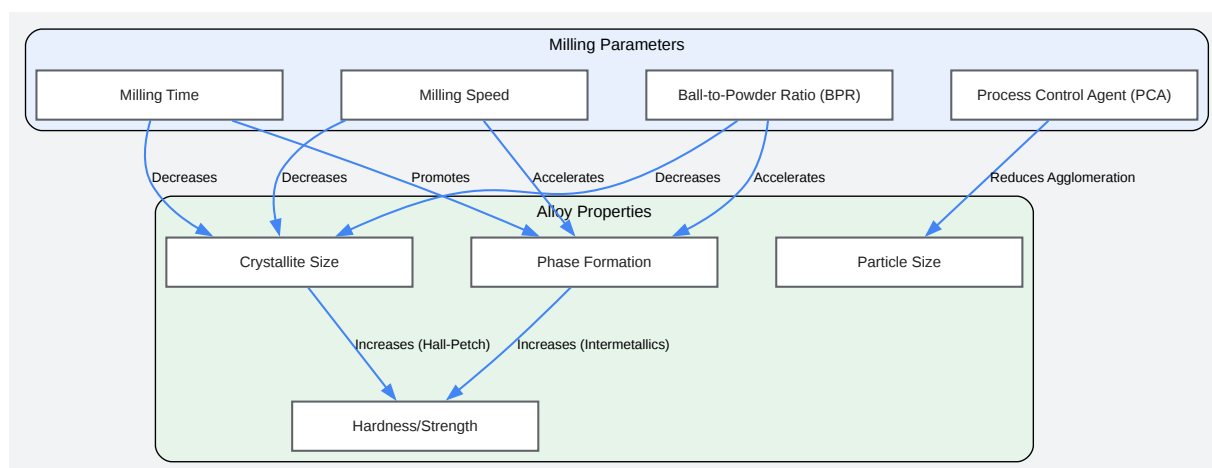 Milling Parameters
Milling Time
Milling Speed
Ball-to-Powder Ratio (BPR)
Process Control Agent (PCA)
Decreases
Decreases
Promotes
Accelerates
Decreases
Accelerates
Reduces Agglomeration
Alloy Properties
Crystallite Size
Phase Formation
Particle Size
Increases (Hall-Petch)
Increases (Intermetallics)
Hardness/Strength